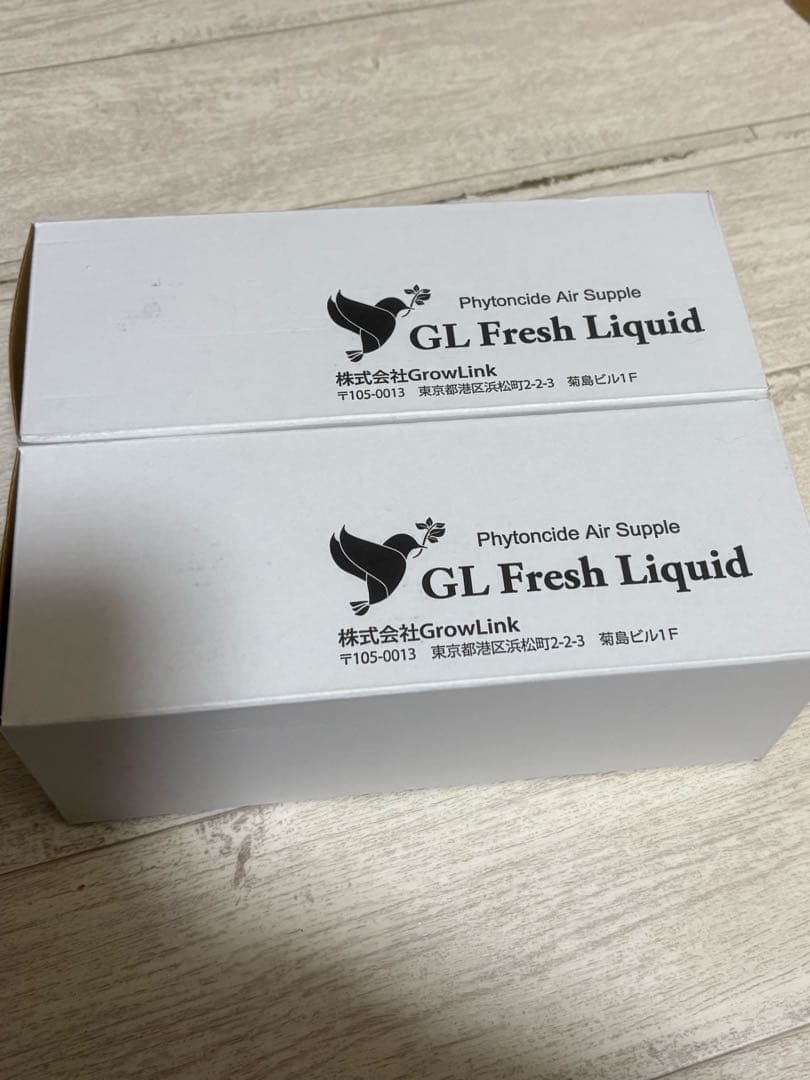 Phytoncide Air Supple
GL Fresh Liquid
株式会社GrowLink
〒105-0013 東京都港区浜松町2-2-3 菊島ビル1F
Phytoncide Air Supple
GL Fresh Liquid
株式会社GrowLink
〒105-0013 東京都港区浜松町2-2-3 菊島ビル1F